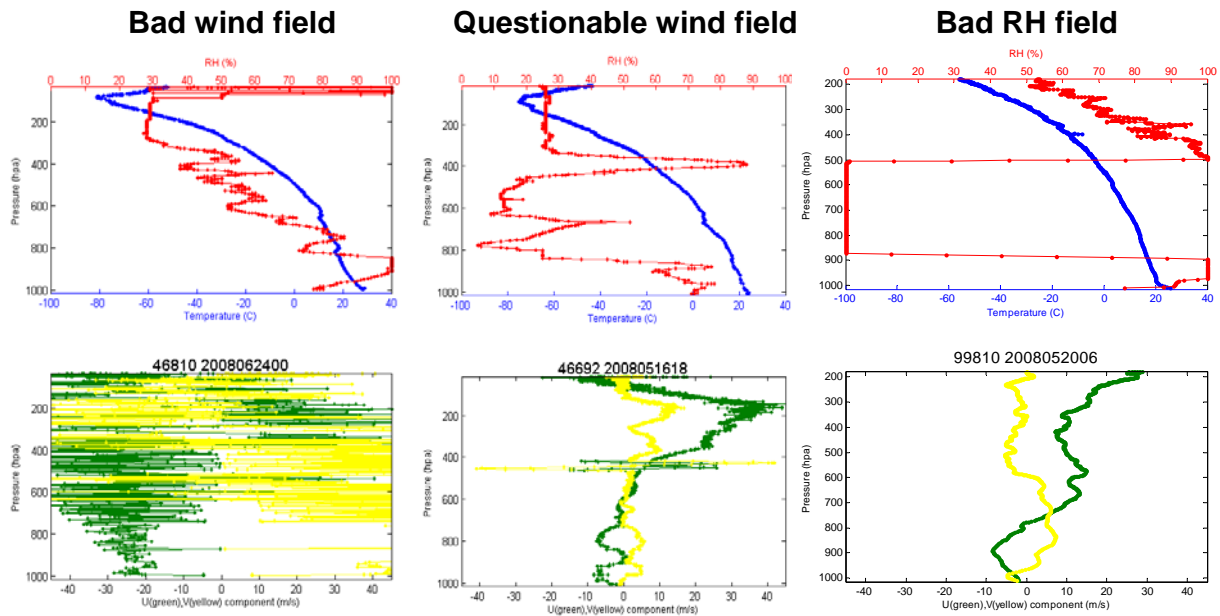 Bad wind field
Questionable wind field
Bad RH field
RH (%)
0 10 20 30 40 50 60 70 80 90 100
Pressure (hpa)
200
400
600
800
1000
-100 -80 -60 -40 -20 0 20 40
Temperature (C)
RH (%)
0 10 20 30 40 50 60 70 80 90 100
Pressure (hpa)
200
400
600
800
1000
-100 -80 -60 -40 -20 0 20 40
Temperature (C)
RH (%)
0 10 20 30 40 50 60 70 80 90 100
Pressure (hpa)
200
300
400
500
600
700
800
900
1000
-100 -80 -60 -40 -20 0 20 40
Temperature (C)
46810 2008062400
Pressure (hpa)
200
400
600
800
1000
-40 -30 -20 -10 0 10 20 30 40
U(green),V(yellow) component (m/s)
46692 2008051618
Pressure (hpa)
200
400
600
800
1000
-40 -30 -20 -10 0 10 20 30 40
U(green),V(yellow) component (m/s)
99810 2008052006
Pressure (hpa)
200
300
400
500
600
700
800
900
1000
-40 -30 -20 -10 0 10 20 30 40
U(green),V(yellow) component (m/s)